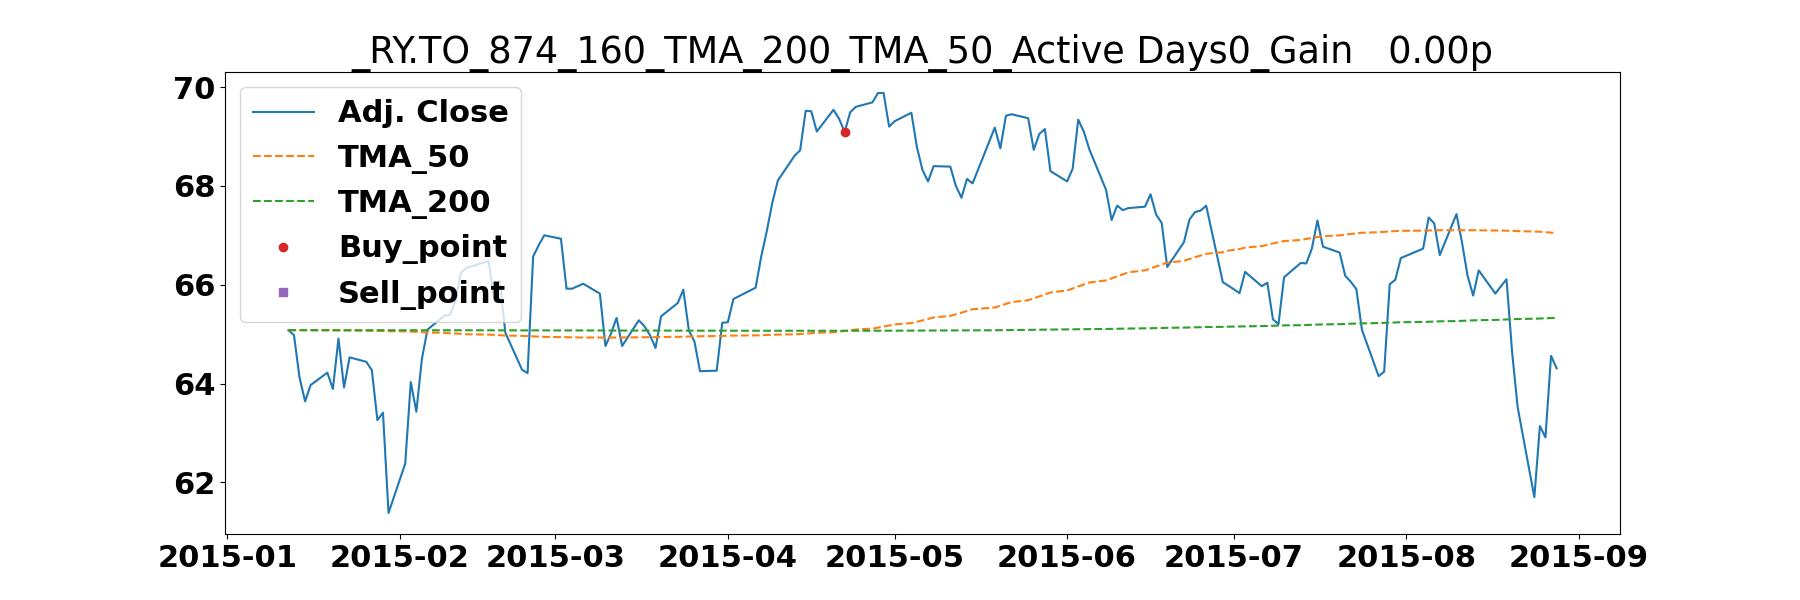 _RY.TO_874_160_TMA_200_TMA_50_Active Days0_Gain   0.00p
70
68
66
64
62
Adj. Close
TMA_50
TMA_200
Buy_point
Sell_point
2015-01 2015-02 2015-03 2015-04 2015-05 2015-06 2015-07 2015-08 2015-09